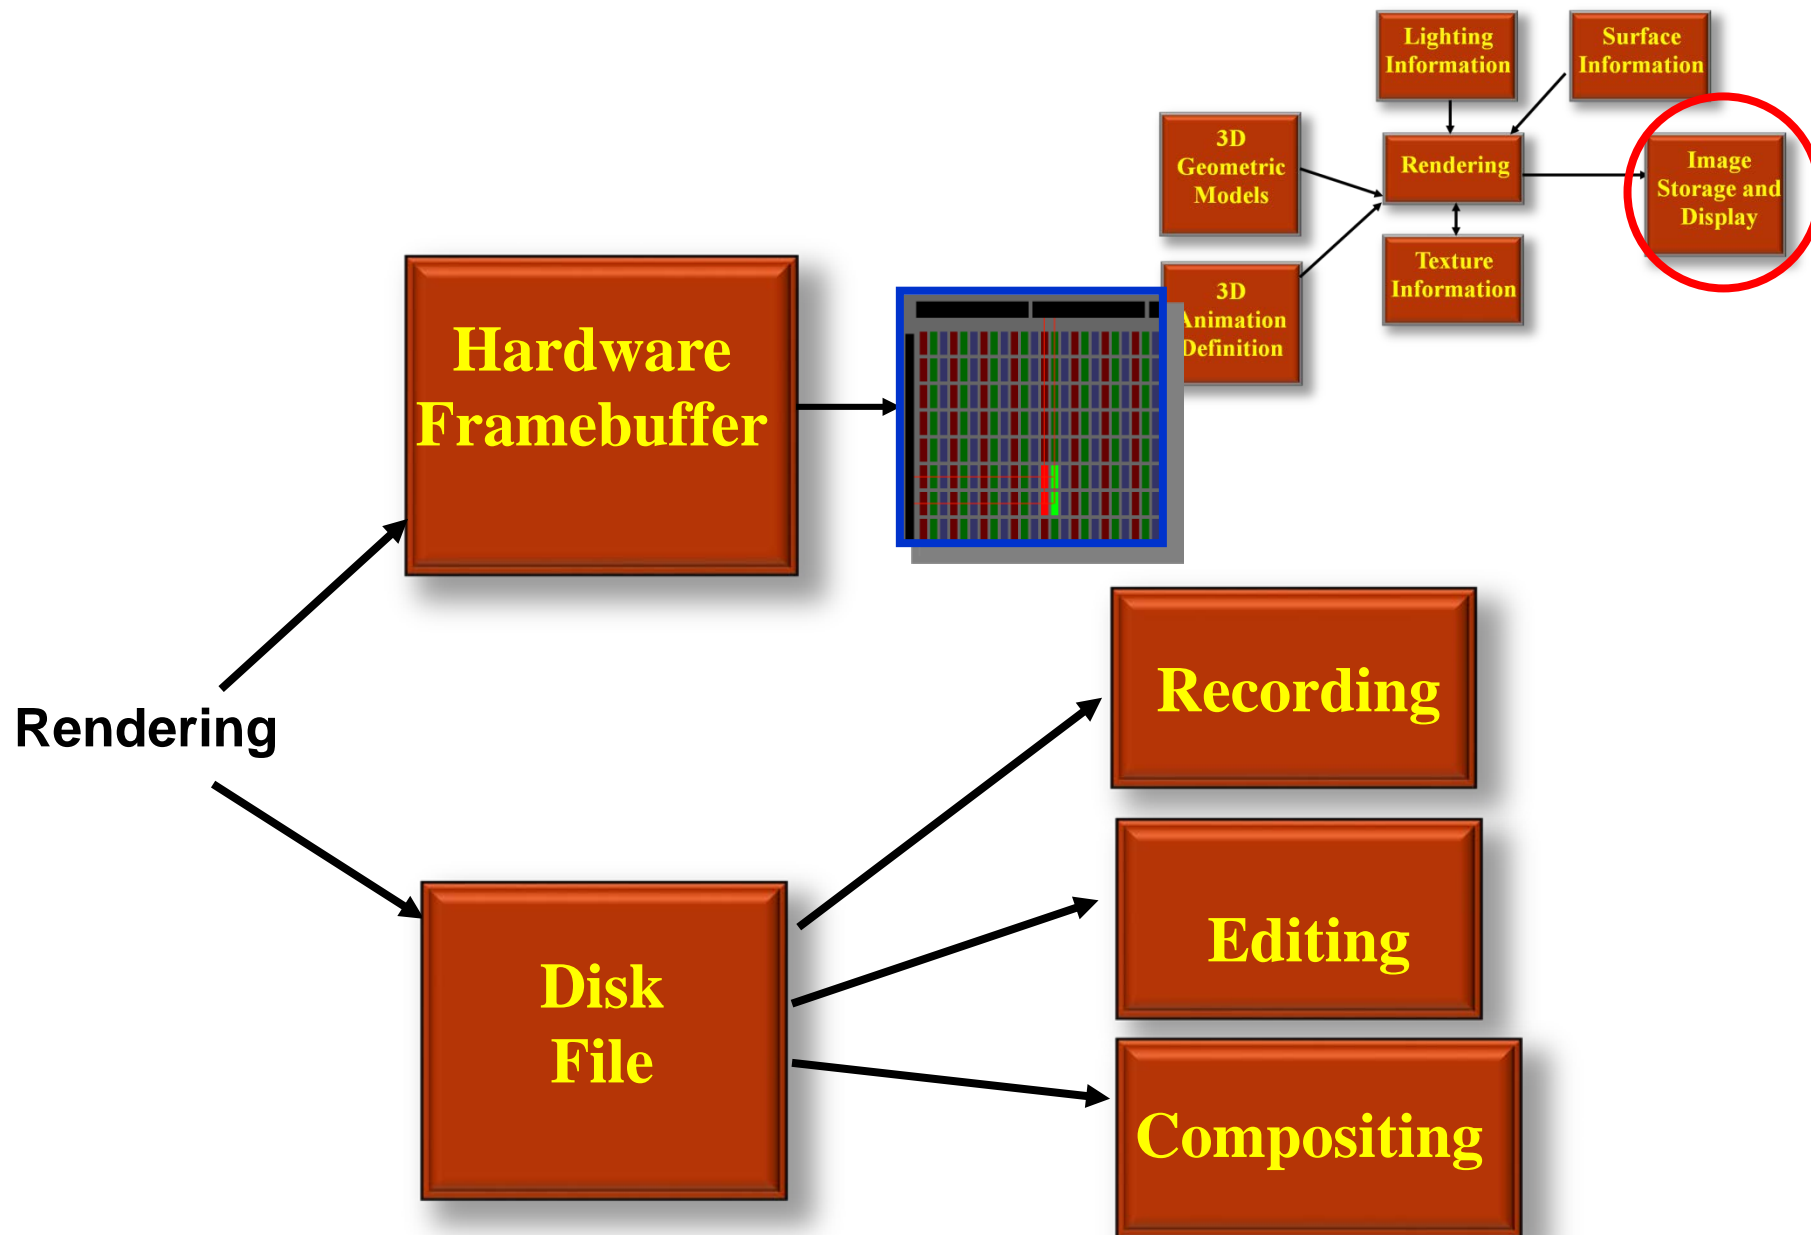 Lighting
Information
Surface
Information
3D
Geometric
Models
Rendering
Image
Storage and
Display
Texture
Information
3D
Animation
Definition
Hardware
Framebuffer
Rendering
Recording
Editing
Disk
File
Compositing